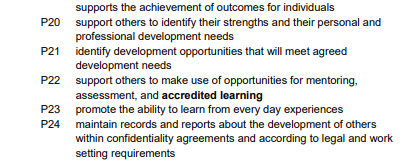 supports the achievement of outcomes for individuals
P20 support others to identify their strengths and their personal and
professional development needs
P21 identify development opportunities that will meet agreed
development needs
P22 support others to make use of opportunities for mentoring,
assessment, and accredited learning
P23 promote the ability to learn from every day experiences
P24 maintain records and reports about the development of others
within confidentiality agreements and according to legal and work
setting requirements